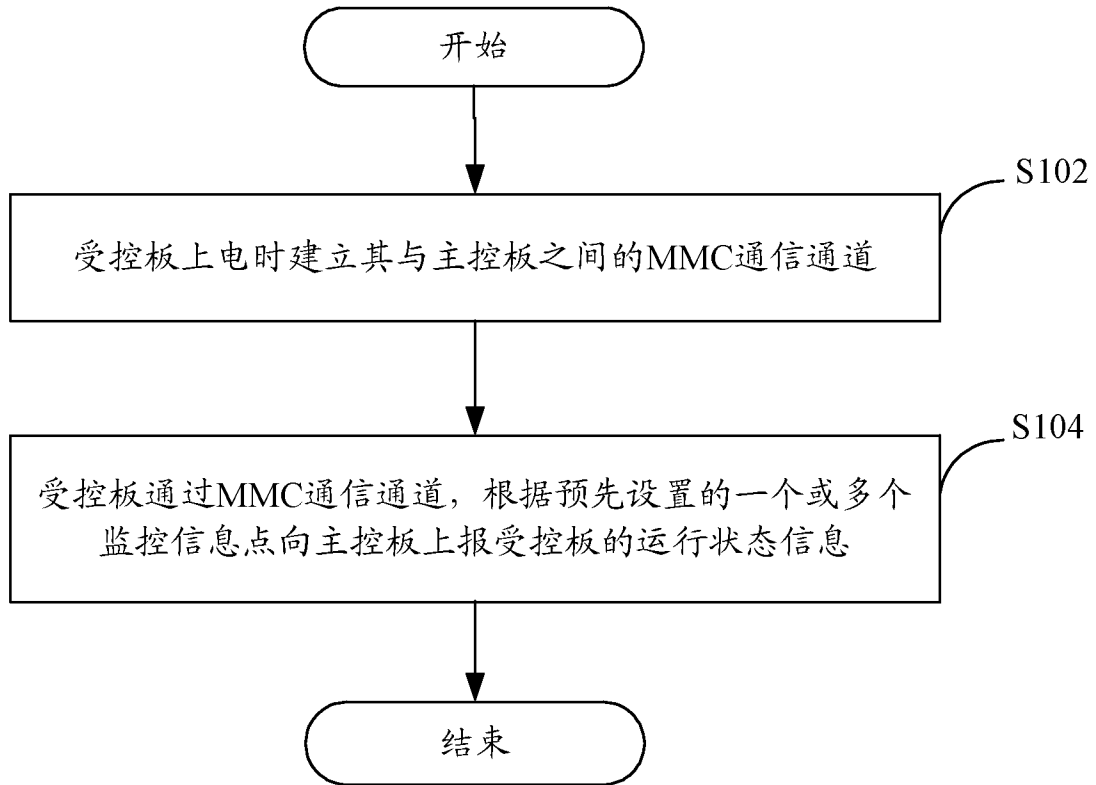 开始
S102
受控板上电时建立其与主控板之间的MMC通信通道
S104
受控板通过MMC通信通道，根据预先设置的一个或多个
监控信息点向主控板上报受控板的运行状态信息
结束